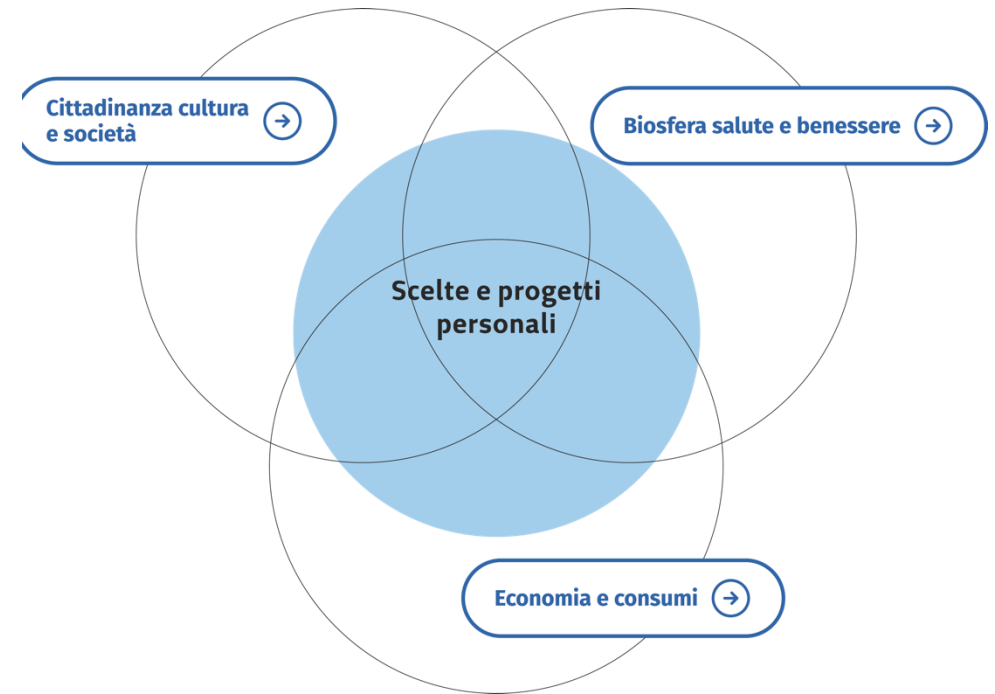 Cittadinanza cultura
e società
Biosfera salute e benessere
Scelte e progetti
personali
Economia e consumi